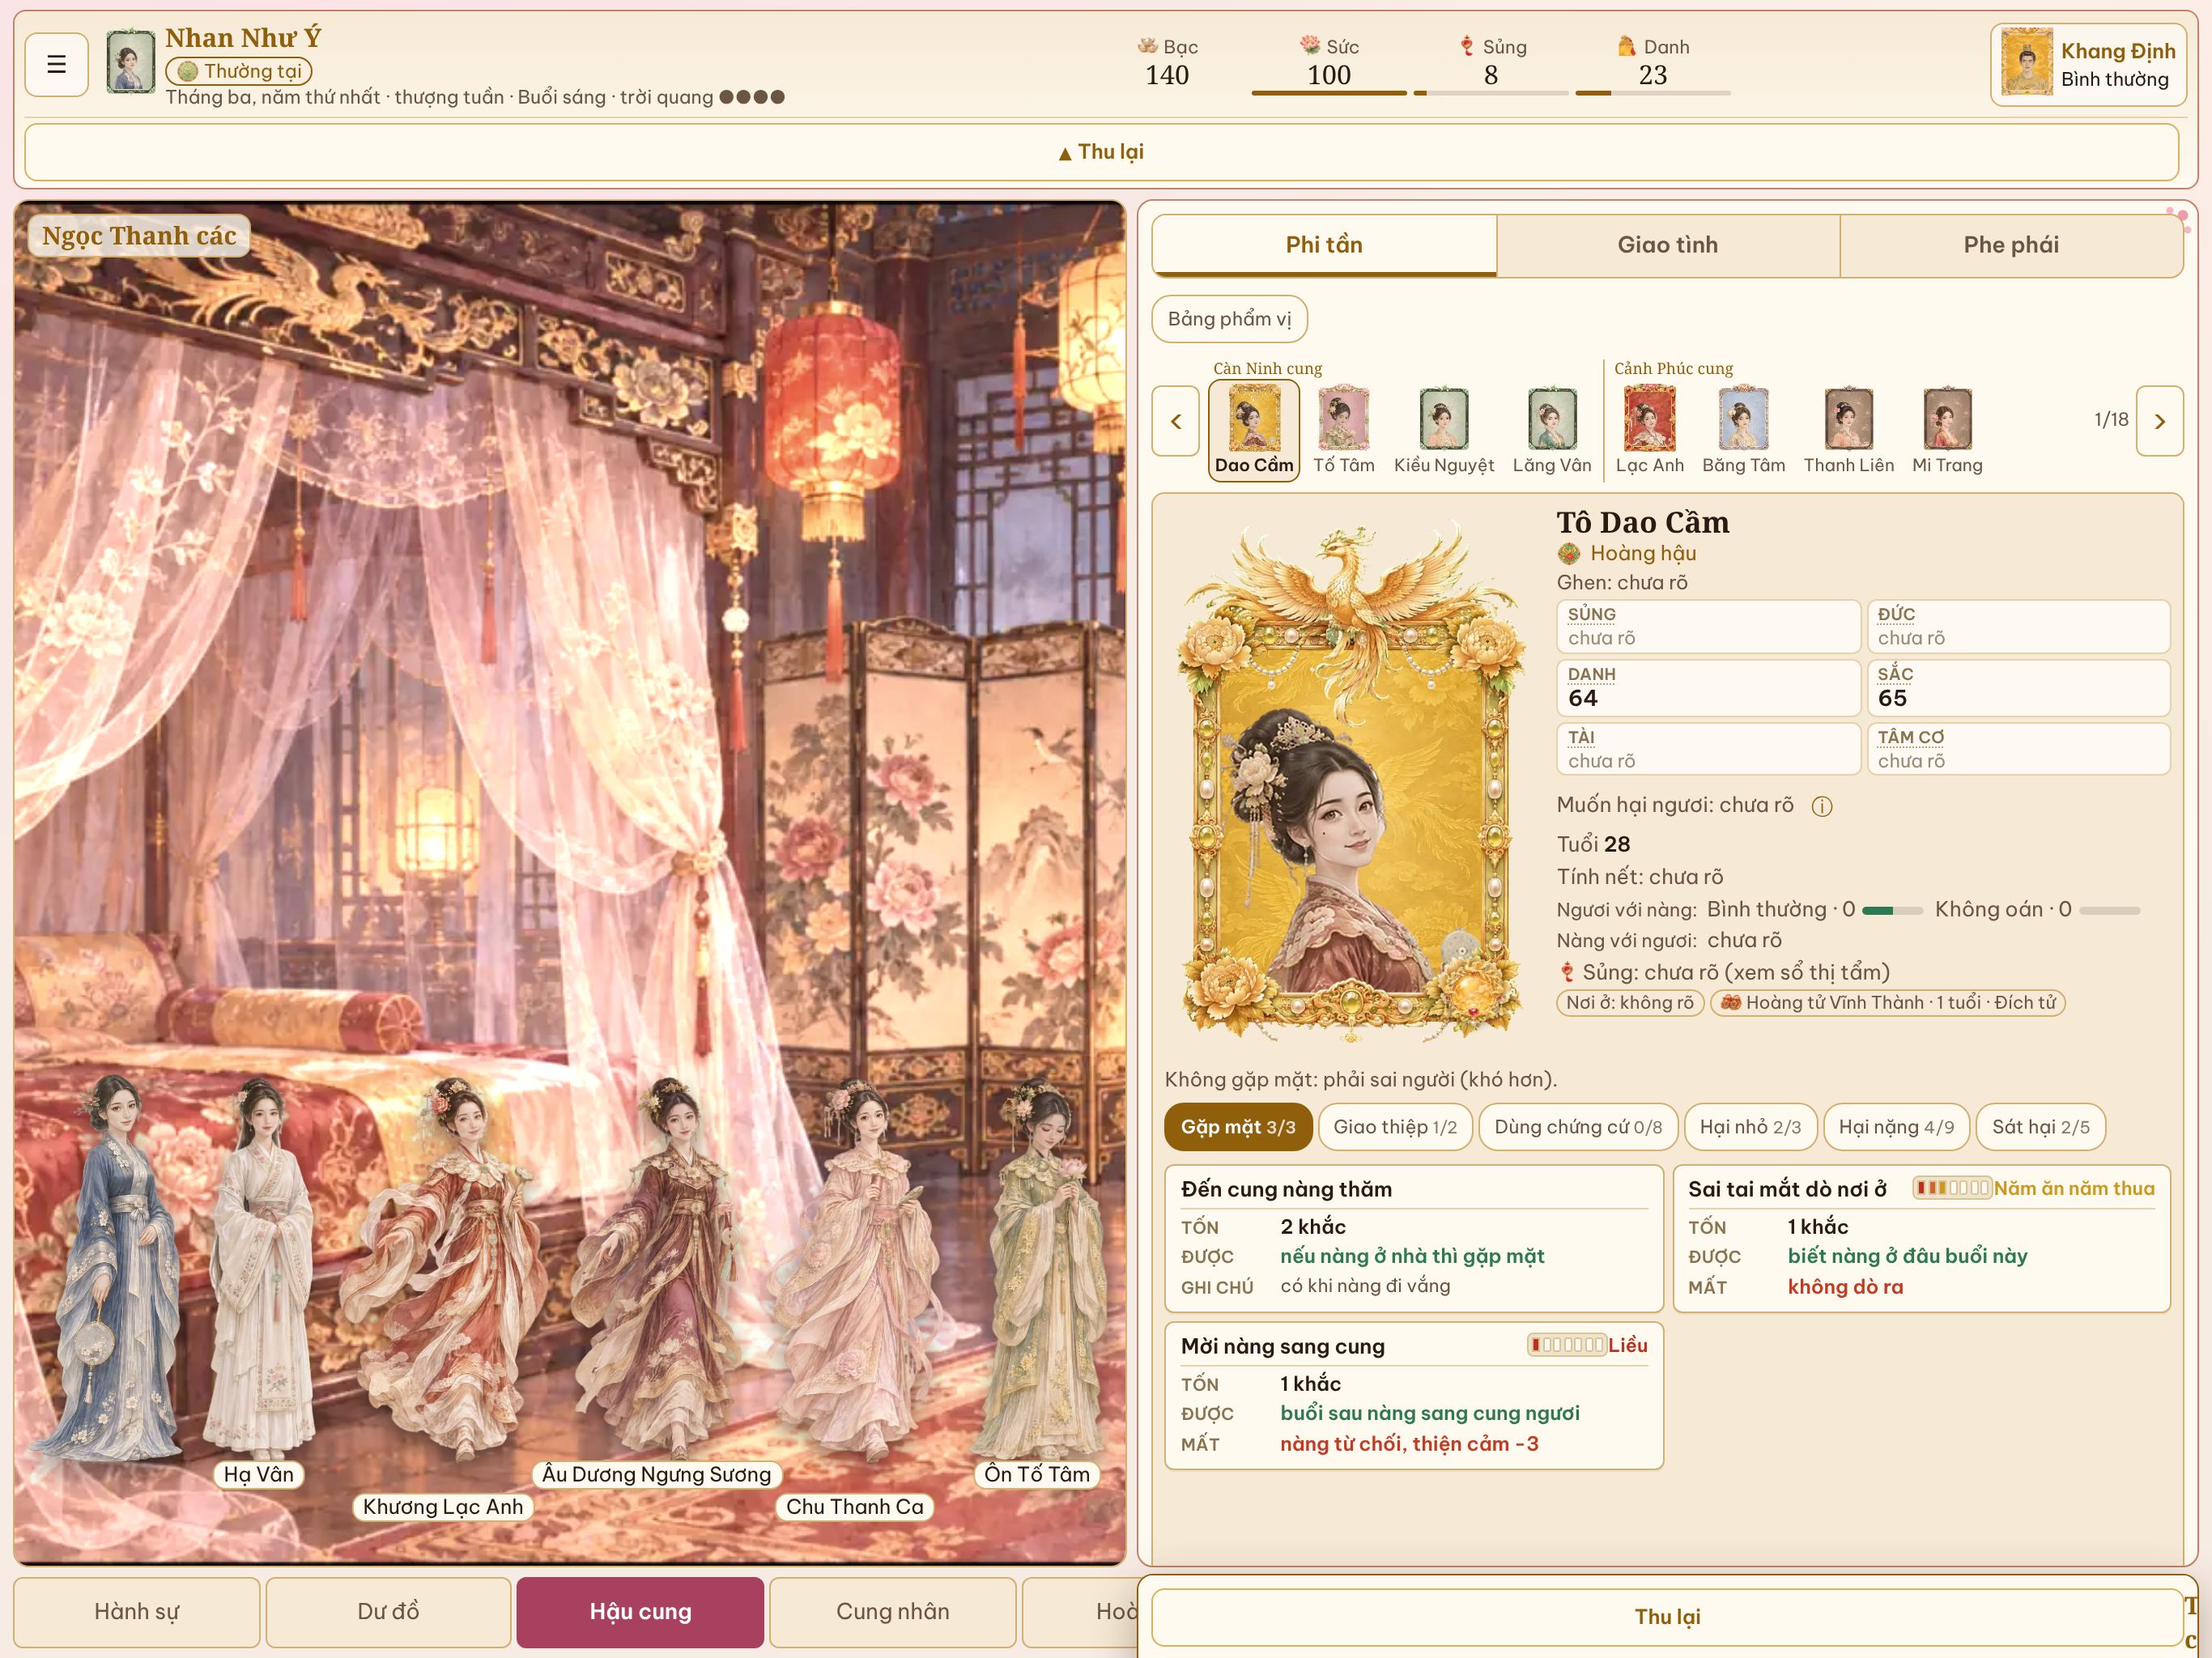 ☰
Nhan Như Ý
Thường tại
Tháng ba, năm thứ nhất · thượng tuần · Buổi sáng · trời quang ●●●●
Bạc
140
Sức
100
Sủng
8
Danh
23
Khang Định
Bình thường
▲ Thu lại
Ngọc Thanh các
Hạ Vân
Khương Lạc Anh
Âu Dương Ngưng Sương
Chu Thanh Ca
Ôn Tố Tâm
Phi tần
Giao tình
Phe phái
Bảng phẩm vị
Càn Ninh cung
Cảnh Phúc cung
‹
Dao Cầm
Tố Tâm
Kiều Nguyệt
Lăng Vân
Lạc Anh
Băng Tâm
Thanh Liên
Mi Trang
1/18
›
Tô Dao Cầm
Hoàng hậu
Ghen: chưa rõ
SỦNG
chưa rõ
ĐỨC
chưa rõ
DANH
64
SẮC
65
TÀI
chưa rõ
TÂM CƠ
chưa rõ
Muốn hại ngươi: chưa rõ ⓘ
Tuổi 28
Tính nết: chưa rõ
Ngươi với nàng: Bình thường · 0 Không oán · 0
Nàng với ngươi: chưa rõ
Sủng: chưa rõ (xem sổ thị tẩm)
Nơi ở: không rõ
Hoàng tử Vĩnh Thành · 1 tuổi · Đích tử
Không gặp mặt: phải sai người (khó hơn).
Gặp mặt 3/3
Giao thiệp 1/2
Dùng chứng cứ 0/8
Hại nhỏ 2/3
Hại nặng 4/9
Sát hại 2/5
Đến cung nàng thăm
TỐN 2 khắc
ĐƯỢC nếu nàng ở nhà thì gặp mặt
GHI CHÚ có khi nàng đi vắng
Sai tai mắt dò nơi ở Năm ăn năm thua
TỐN 1 khắc
ĐƯỢC biết nàng ở đâu buổi này
MẤT không dò ra
Mời nàng sang cung Liều
TỐN 1 khắc
ĐƯỢC buổi sau nàng sang cung ngươi
MẤT nàng từ chối, thiện cảm -3
Hành sự
Dư đồ
Hậu cung
Cung nhân
Thu lại